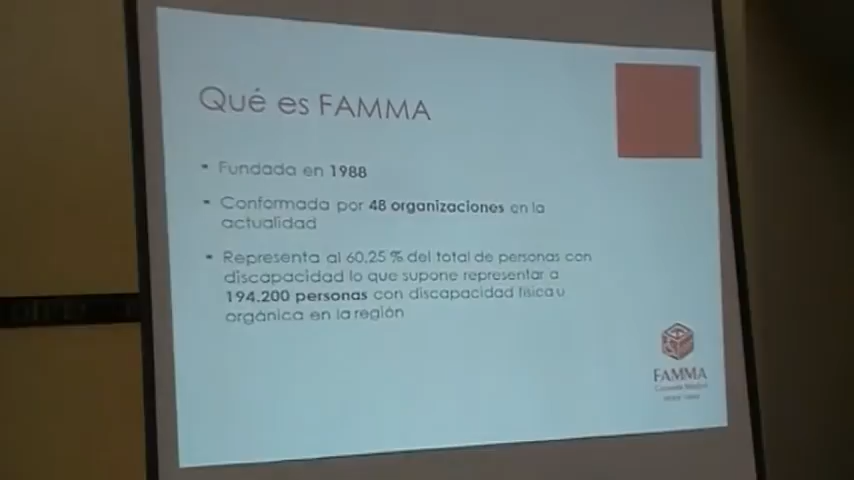 Qué es FAMMA
▪ Fundada en 1988
▪ Conformada por 48 organizaciones en la
actualidad
▪ Representa al 60,25 % del total de personas con
discapacidad lo que supone representar a
194.200 personas con discapacidad física u
orgánica en la región
FAMMA